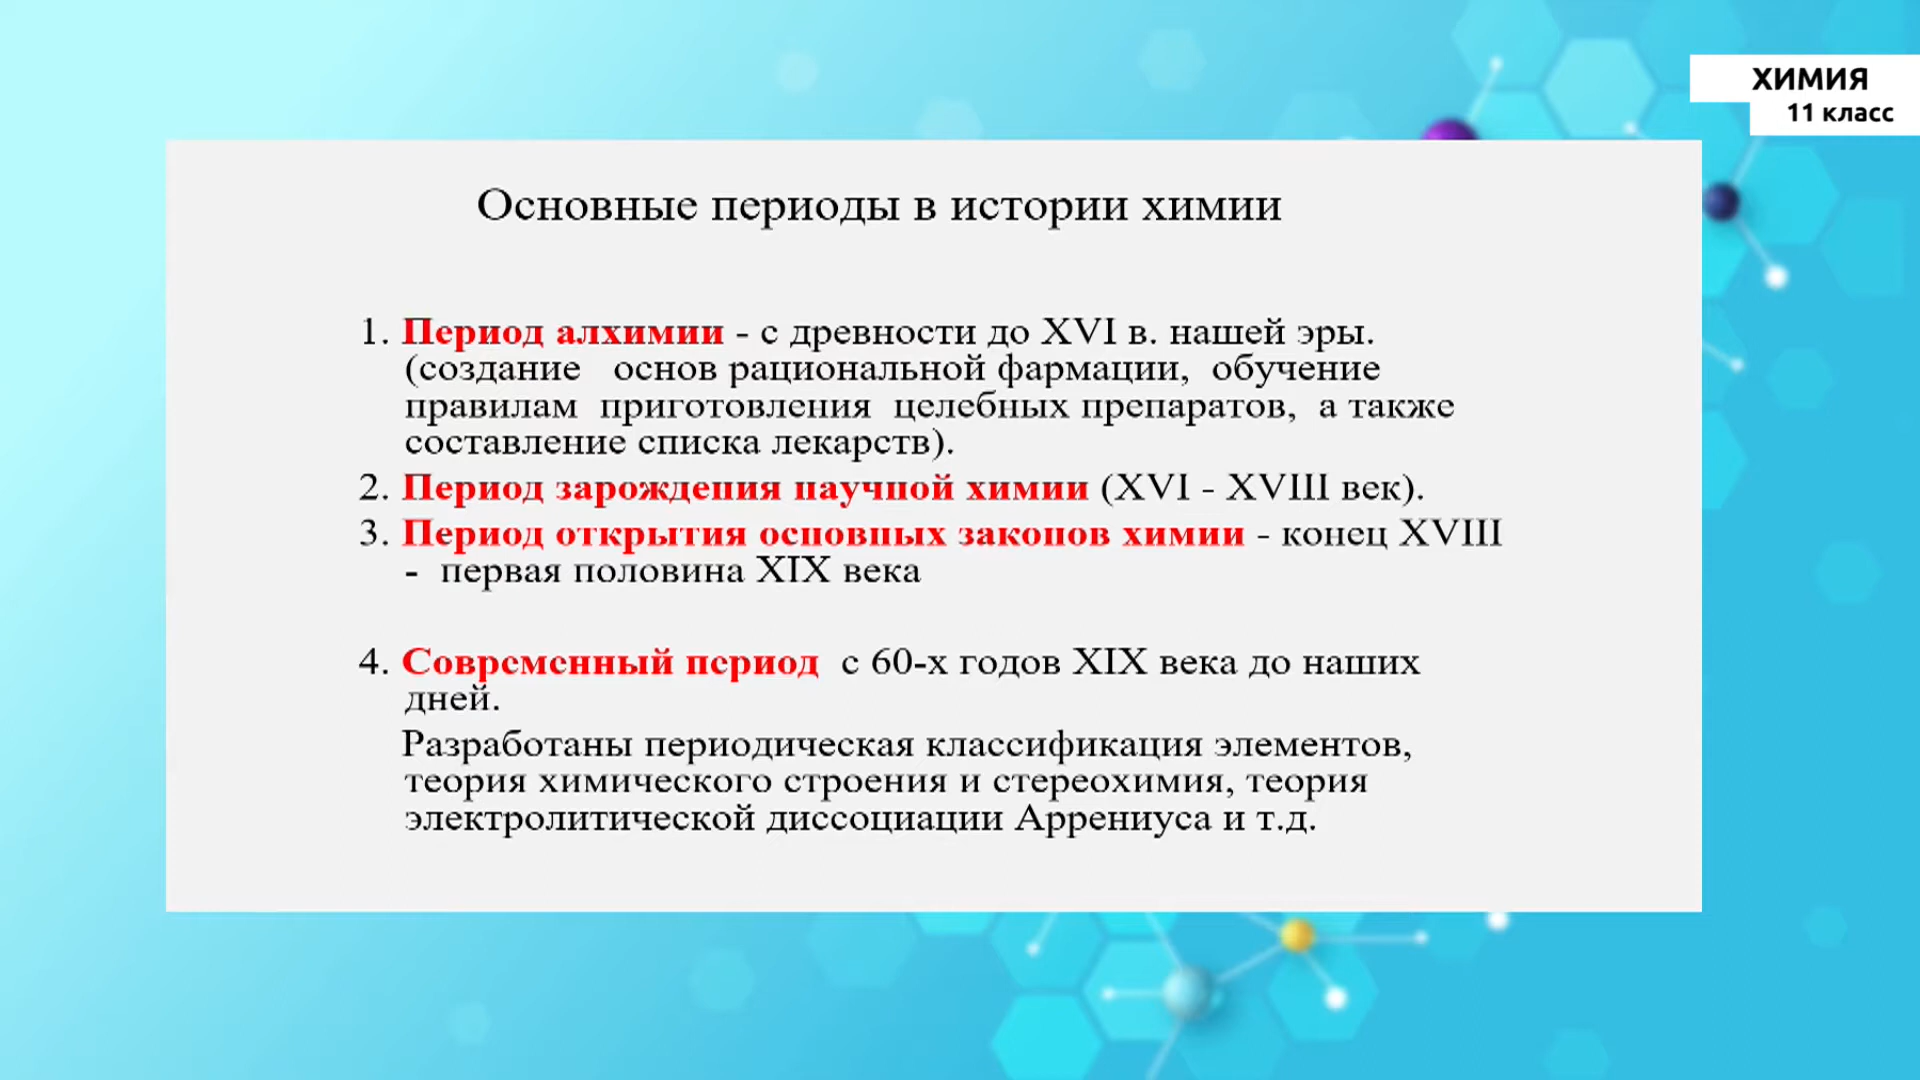 ХИМИЯ
11 класс
Основные периоды в истории химии
1. Период алхимии - с древности до XVI в. нашей эры.
(создание основ рациональной фармации, обучение
правилам приготовления целебных препаратов, а также
составление списка лекарств).
2. Период зарождения научной химии (XVI - XVIII век).
3. Период открытия основных законов химии - конец XVIII
- первая половина XIX века
4. Современный период с 60-х годов XIX века до наших
дней.
Разработаны периодическая классификация элементов,
теория химического строения и стереохимия, теория
электролитической диссоциации Аррениуса и т.д.